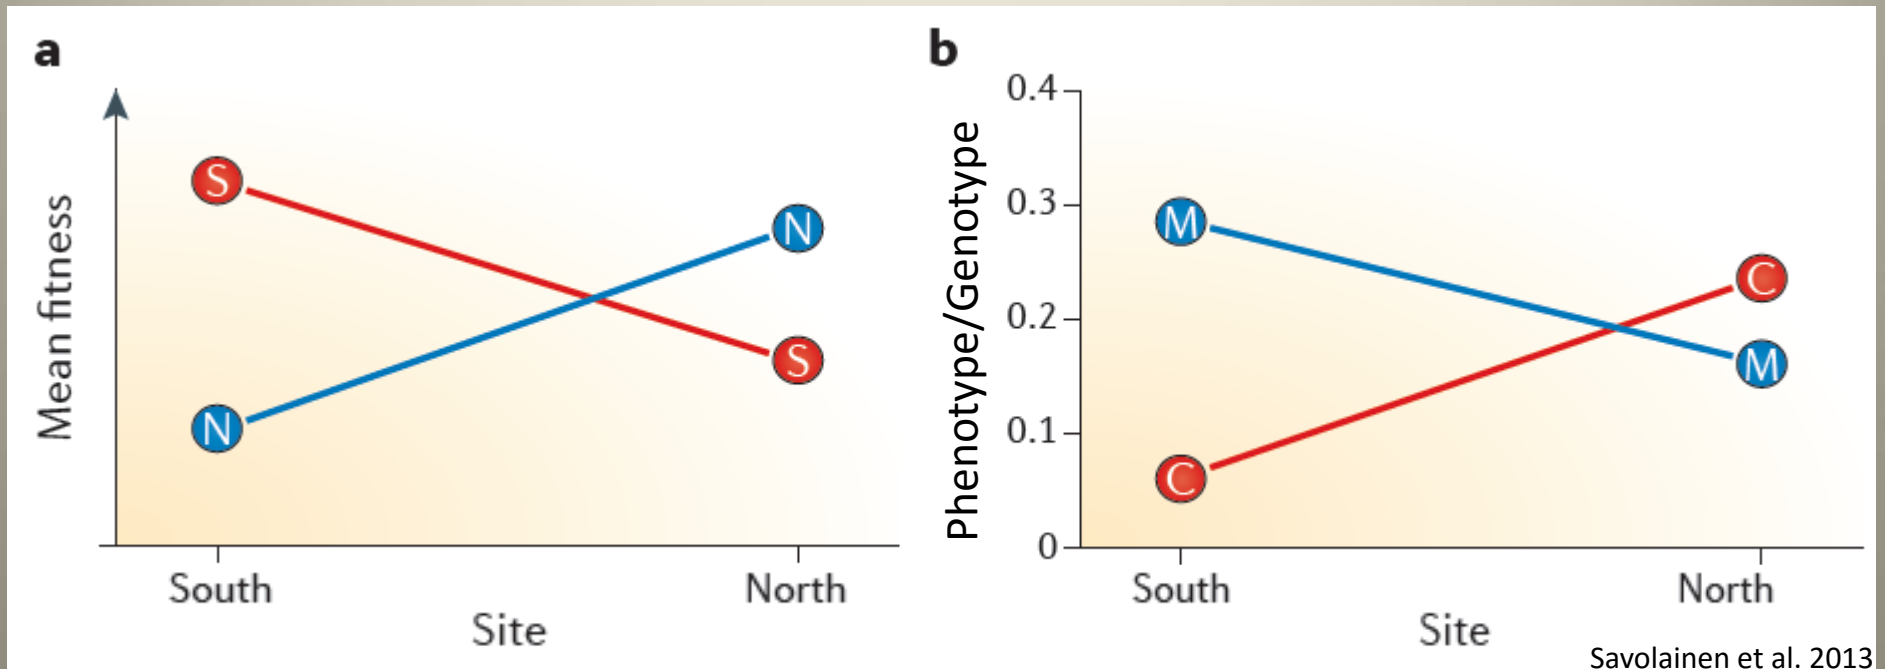 a
Mean fitness
S
N
N
S
South
North
Site
b
Phenotype/Genotype
0.4
0.3
0.2
0.1
0
M
C
C
M
South
North
Site
Savolainen et al. 2013